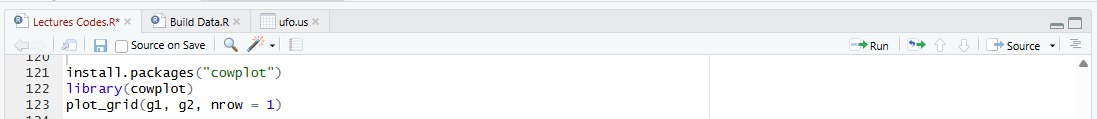 Lectures Codes.R* Build Data.R ufo.us
Source on Save Run Source
120
121 install.packages("cowplot")
122 library(cowplot)
123 plot_grid(g1, g2, nrow = 1)
124